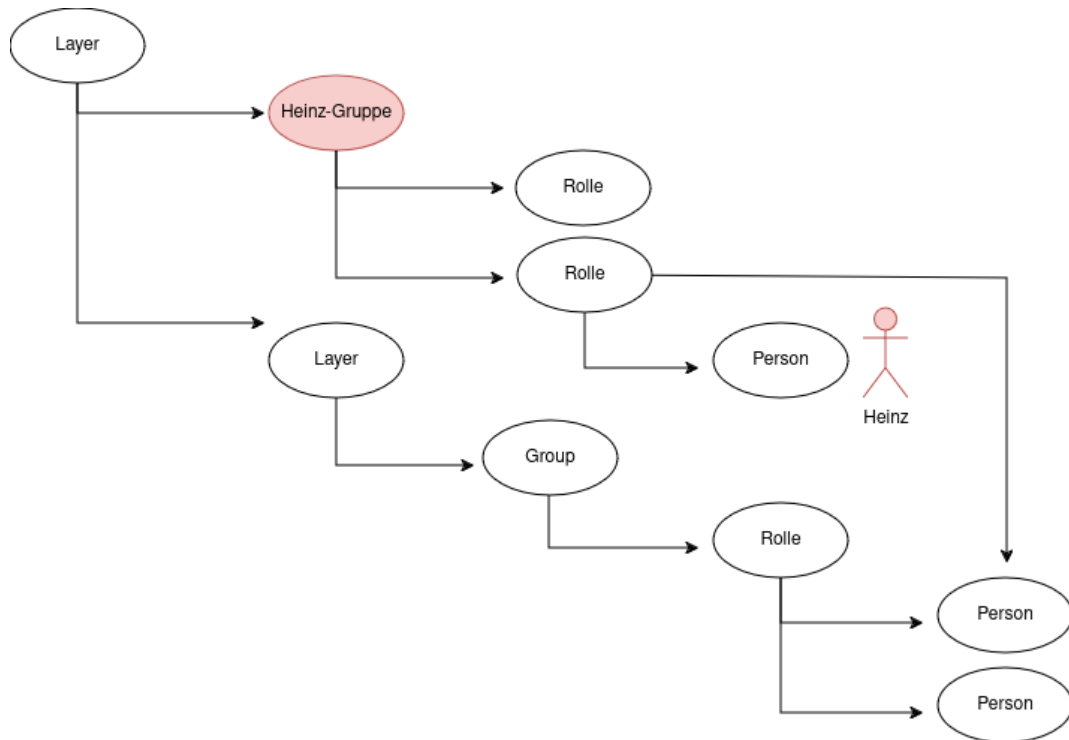 Layer
Heinz-Gruppe
Rolle
Rolle
Layer
Person
Heinz
Group
Rolle
Person
Person